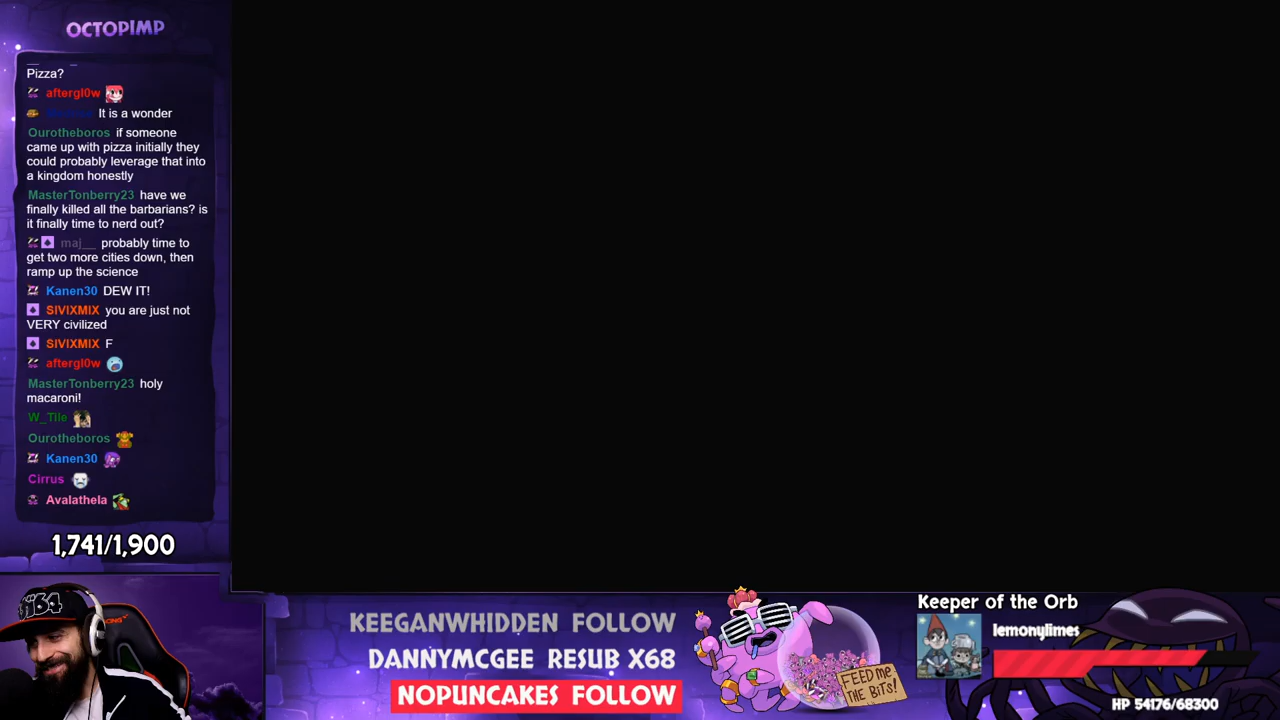 OCTOPIMP
Pizza?
aftergl0w
It is a wonder
Ourotheboros if someone
came up with pizza initially they
could probably leverage that into
a kingdom honestly
MasterTonberry23 have we
finally killed all the barbarians? is
it finally time to nerd out?
maj__ probably time to
get two more cities down, then
ramp up the science
Kanen30 DEW IT!
SIVIXMIX you are just not
VERY civilized
SIVIXMIX F
aftergl0w
MasterTonberry23 holy
macaroni!
W_Tile
Ourotheboros
Kanen30
Cirrus
Avalathela
1,741/1,900
KEEGANWHIDDEN FOLLOW
DANNYMCGEE RESUB X68
NOPUNCAKES FOLLOW
FEED ME
THE BITS!
Keeper of the Orb
lemonylimes
HP 54176/68300